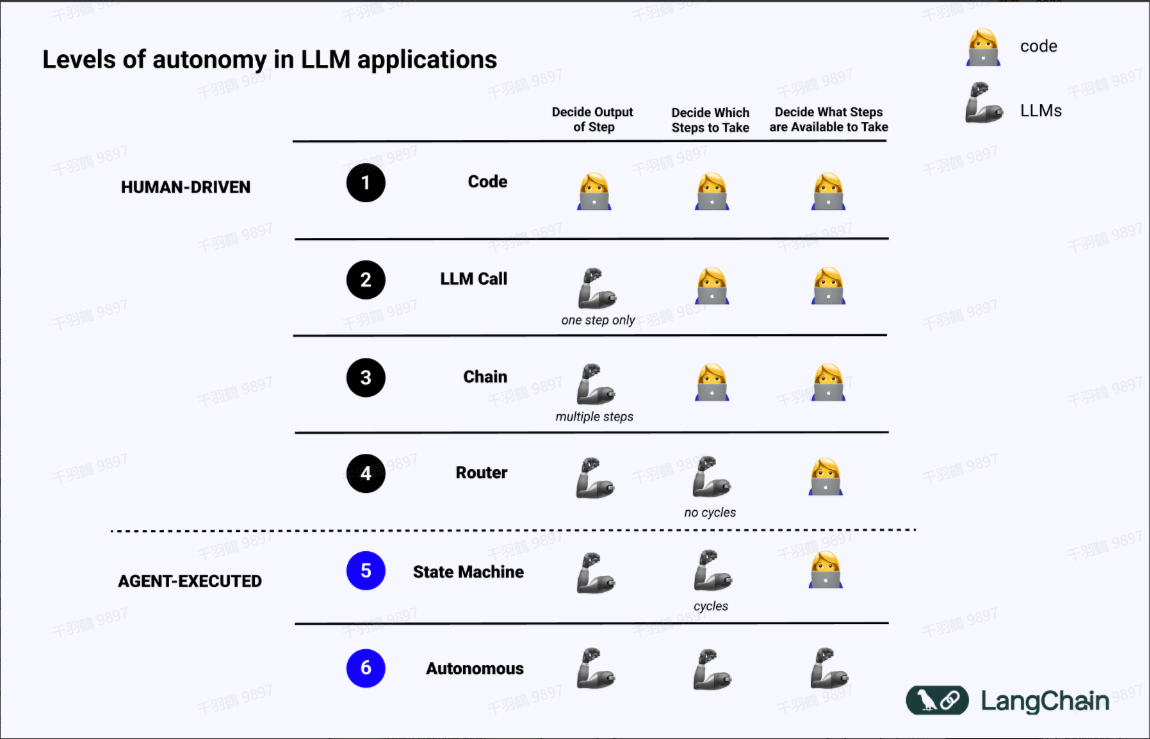 Levels of autonomy in LLM applications
code
LLMs
Decide Output
of Step
Decide Which
Steps to Take
Decide What Steps
are Available to Take
HUMAN-DRIVEN
1
Code
2
LLM Call
one step only
3
Chain
multiple steps
4
Router
no cycles
AGENT-EXECUTED
5
State Machine
cycles
6
Autonomous
LangChain
千羽鹤 9897